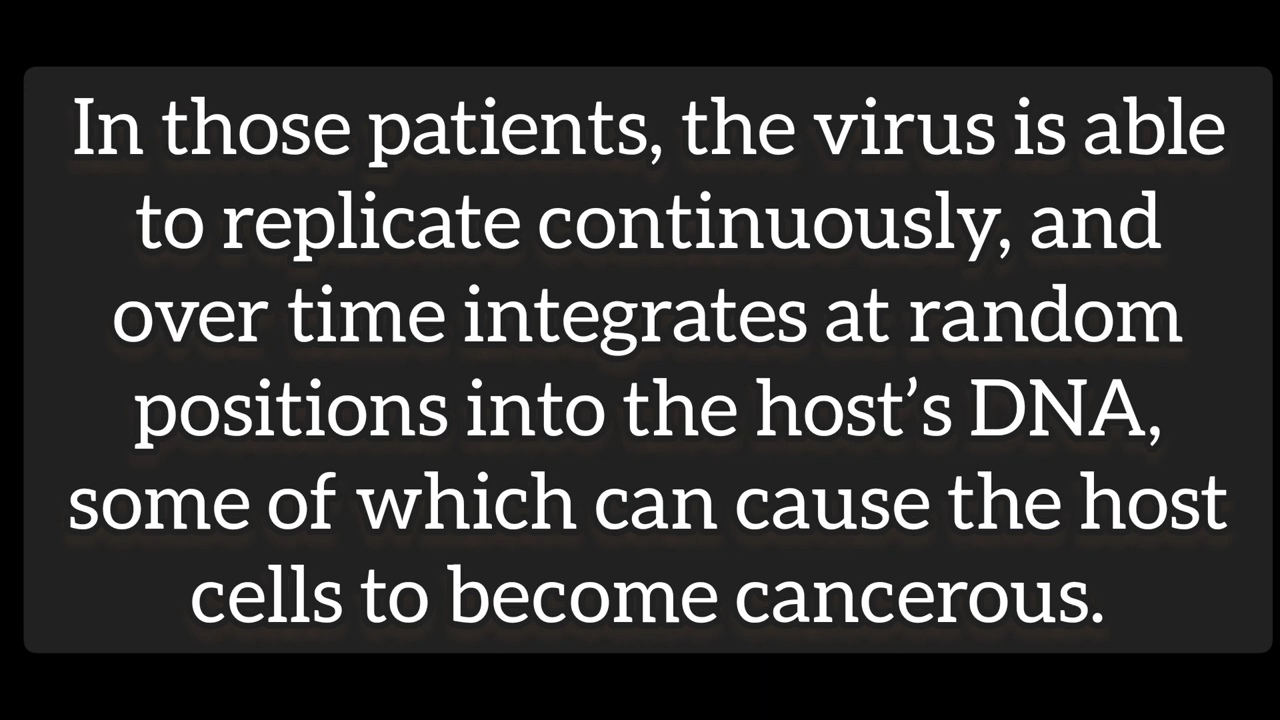 In those patients, the virus is able
to replicate continuously, and
over time integrates at random
positions into the host’s DNA,
some of which can cause the host
cells to become cancerous.